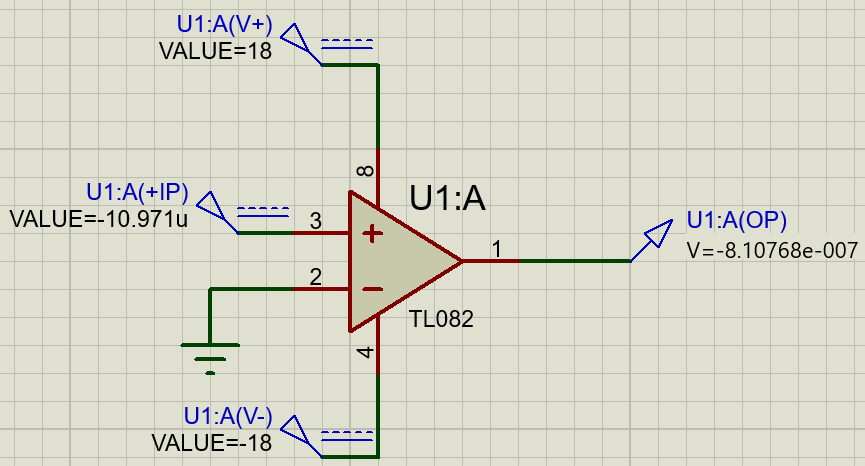 U1:A(V+)
VALUE=18
8
U1:A
U1:A(+IP)
VALUE=-10.971u
3
+
1
U1:A(OP)
V=-8.10768e-007
2
−
TL082
4
U1:A(V-)
VALUE=-18